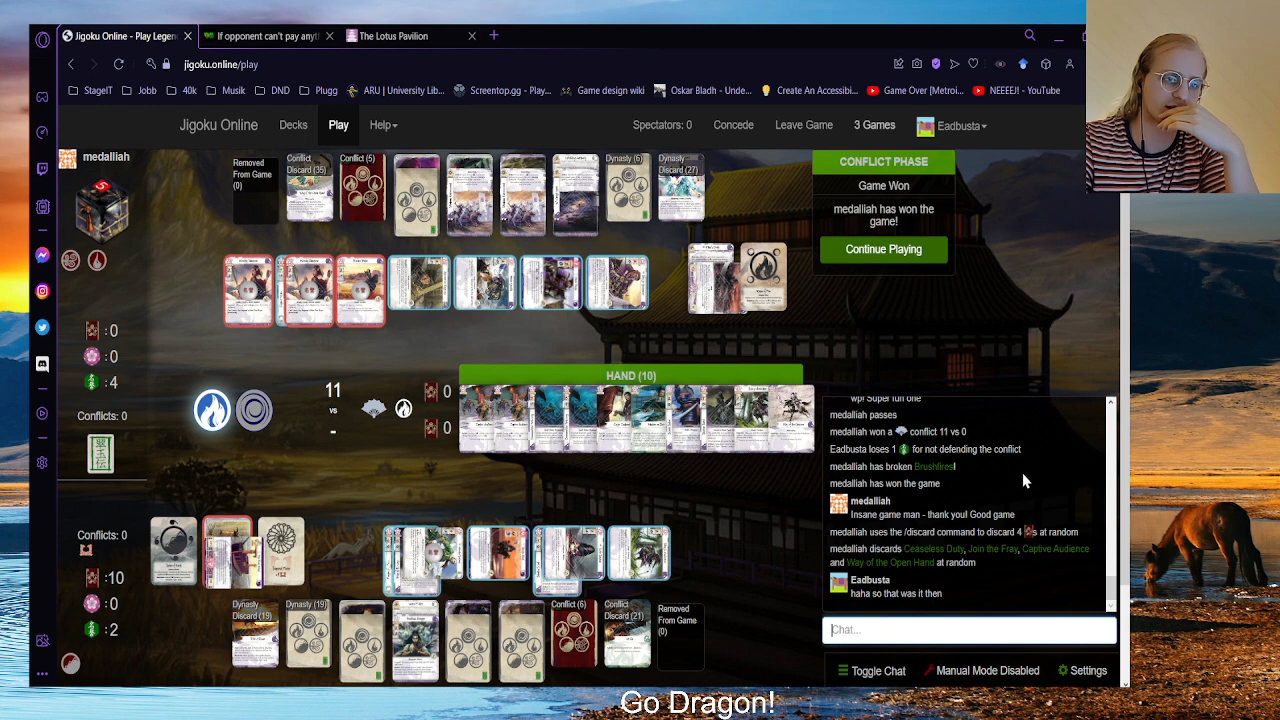 Jigoku Online - Play Legen
If opponent can't pay anyt
The Lotus Pavilion
jigoku.online/play
StageIT
Jobb
40k
Musik
DND
Plugg
ARU | University Lib...
Screentop.gg - Play...
Game design wiki
Oskar Bladh - Unde...
Create An Accessibi...
Game Over [Metroi...
NEEEEJ! - YouTube
Jigoku Online
Decks
Play
Help
Spectators: 0
Concede
Leave Game
3 Games
Eadbusta
medalliah
Removed From Game (0)
Conflict Discard (35)
Conflict (5)
Dynasty (6)
Dynasty Discard (27)
CONFLICT PHASE
Game Won
medalliah has won the game!
Continue Playing
: 0
: 0
: 4
Conflicts: 0
11
vs
-
0
0
HAND (10)
medalliah passes
medalliah won a conflict 11 vs 0
Eadbusta loses 1 for not defending the conflict
medalliah has broken Brushfires!
medalliah has won the game
medalliah
Insane game man - thank you! Good game
medalliah uses the /discard command to discard 4 s at random
medalliah discards Ceaseless Duty, Join the Fray, Captive Audience
and Way of the Open Hand at random
Eadbusta
haha so that was it then
Chat...
Toggle Chat
Manual Mode Disabled
Settings
Conflicts: 0
:10
: 0
: 2
Dynasty Discard (19)
Dynasty (19)
Conflict (6)
Conflict Discard (21)
Removed From Game (0)
Go Dragon!